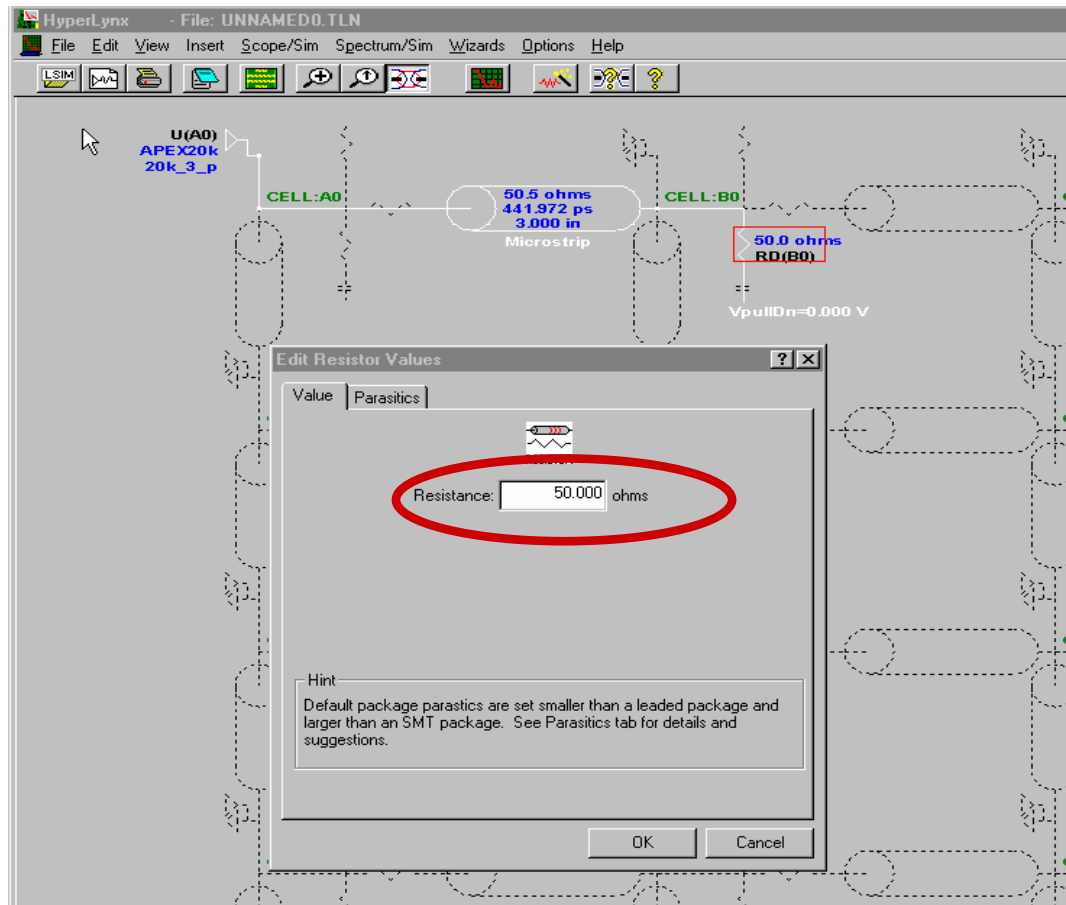 HyperLynx - File: UNNAMED0.TLN
File Edit View Insert Scope/Sim Spectrum/Sim Wizards Options Help
LSIM
U(A0)
APEX20k
20k_3_p
CELL:A0
50.5 ohms
441.972 ps
3.000 in
Microstrip
CELL:B0
50.0 ohms
RD(B0)
VpullDn=0.000 V
Edit Resistor Values
Value Parasitics
Resistance: 50.000 ohms
Hint
Default package parastics are set smaller than a leaded package and
larger than an SMT package. See Parasitics tab for details and
suggestions.
OK Cancel